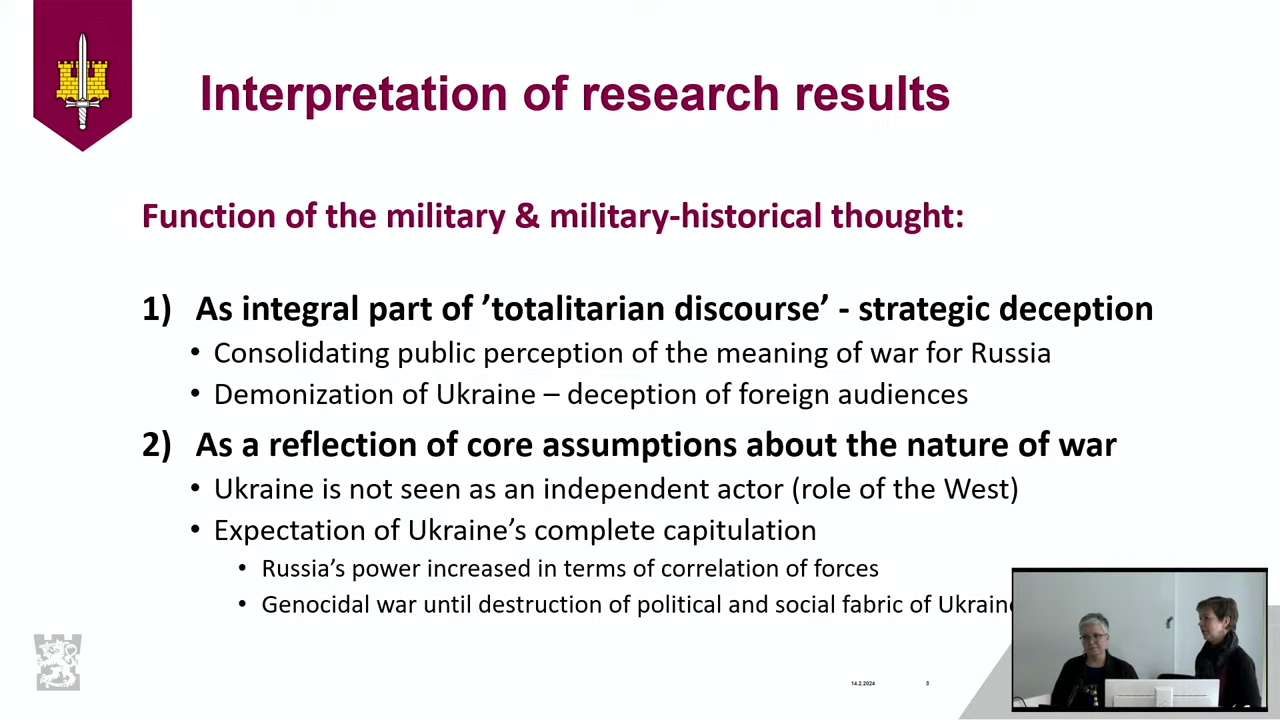 Interpretation of research results
Function of the military & military-historical thought:
1) As integral part of ’totalitarian discourse’ - strategic deception
• Consolidating public perception of the meaning of war for Russia
• Demonization of Ukraine – deception of foreign audiences
2) As a reflection of core assumptions about the nature of war
• Ukraine is not seen as an independent actor (role of the West)
• Expectation of Ukraine’s complete capitulation
• Russia’s power increased in terms of correlation of forces
• Genocidal war until destruction of political and social fabric of Ukraine
14.2.2024 8